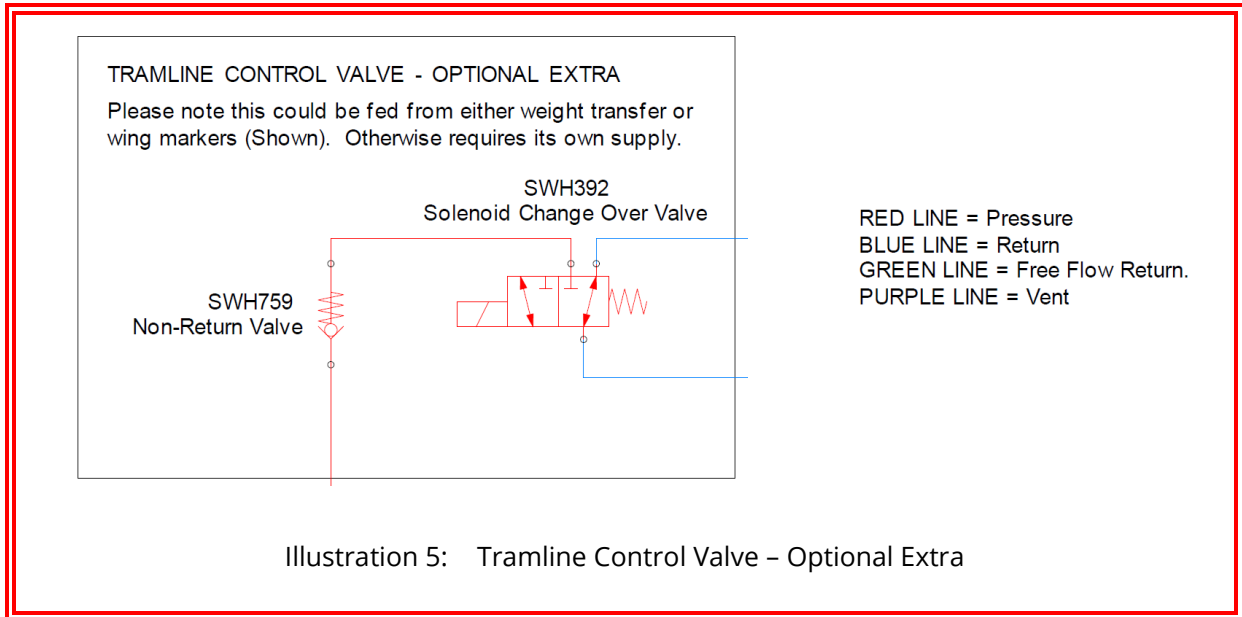 TRAMLINE CONTROL VALVE - OPTIONAL EXTRA
Please note this could be fed from either weight transfer or
wing markers (Shown). Otherwise requires its own supply.
SWH392
Solenoid Change Over Valve
SWH759
Non-Return Valve
RED LINE = Pressure
BLUE LINE = Return
GREEN LINE = Free Flow Return.
PURPLE LINE = Vent
Illustration 5: Tramline Control Valve – Optional Extra